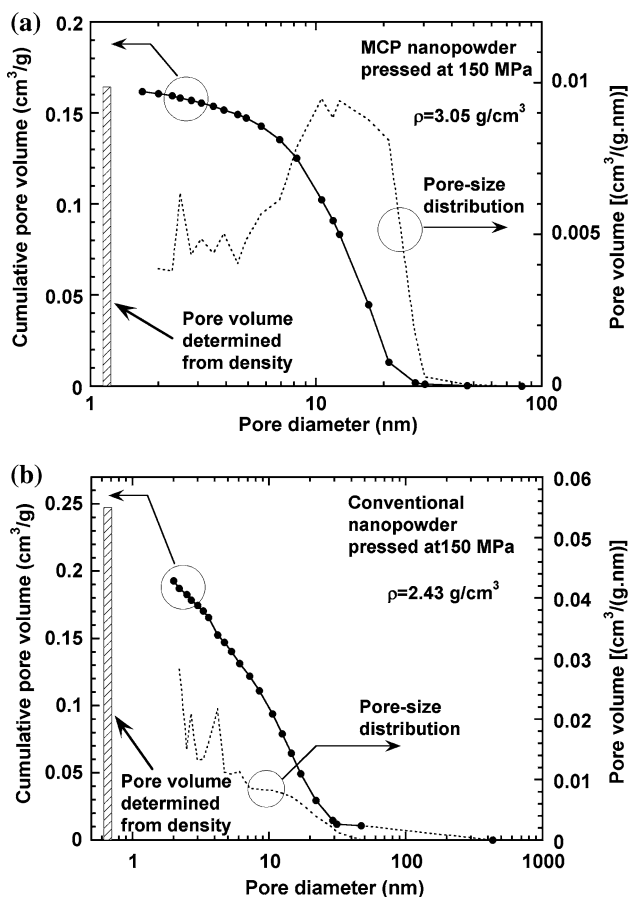 (a)
0.2
0.15
0.1
0.05
0
Cumulative pore volume (cm³/g)
MCP nanopowder
pressed at 150 MPa
ρ=3.05 g/cm³
Pore-size
distribution
Pore volume
determined
from density
0.01
0.005
0
Pore volume [(cm³/(g.nm)]
1 10 100
Pore diameter (nm)
(b)
0.25
0.2
0.15
0.1
0.05
0
Cumulative pore volume (cm³/g)
Conventional
nanopowder
pressed at150 MPa
ρ=2.43 g/cm³
Pore-size
distribution
Pore volume
determined
from density
0.06
0.05
0.04
0.03
0.02
0.01
0
Pore volume [(cm³/(g.nm)]
1 10 100 1000
Pore diameter (nm)